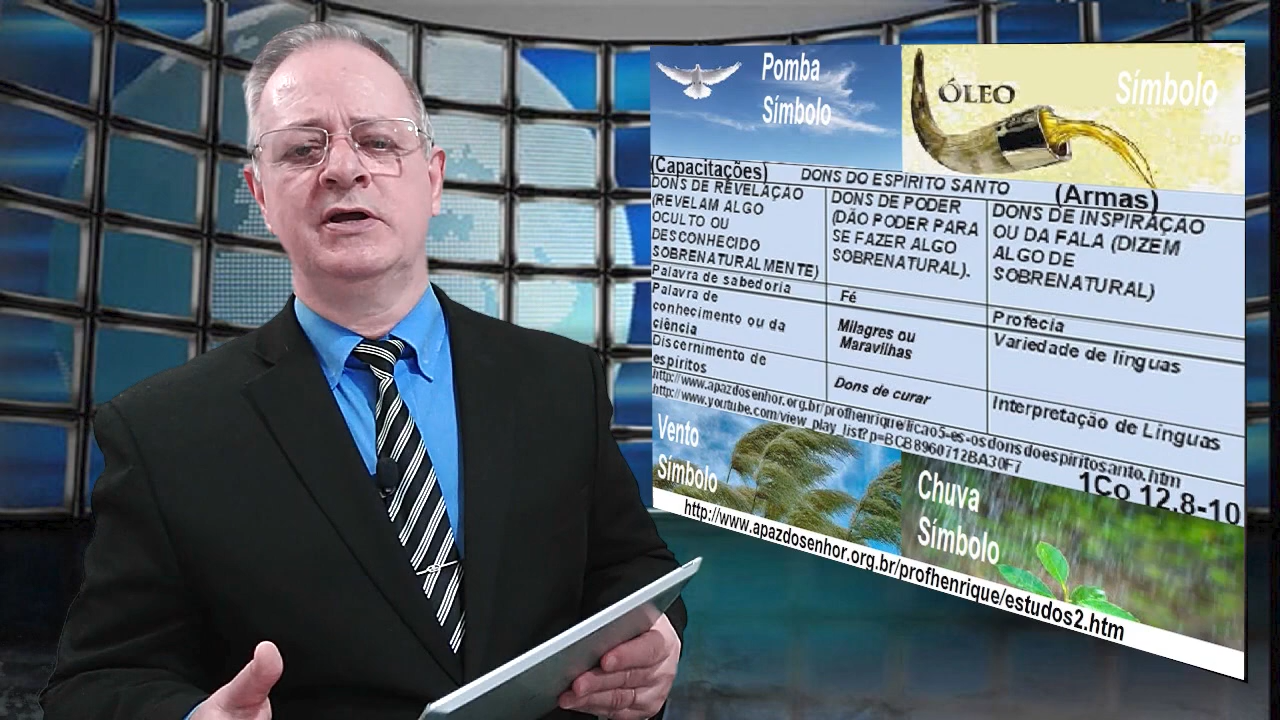 Pomba
Símbolo
ÓLEO
Símbolo
(Capacitações)
DONS DO ESPÍRITO SANTO
(Armas)
DONS DE REVELAÇÃO
(REVELAM ALGO
OCULTO OU
DESCONHECIDO
SOBRENATURALMENTE)
DONS DE PODER
(DÃO PODER PARA
SE FAZER ALGO
SOBRENATURAL).
DONS DE INSPIRAÇÃO
OU DA FALA (DIZEM
ALGO DE
SOBRENATURAL)
Palavra de sabedoria
Fé
Profecia
Palavra de
conhecimento ou da
ciência
Milagres ou
Maravilhas
Variedade de línguas
Discernimento de
espíritos
Dons de curar
Interpretação de Línguas
http://www.apazdosenhor.org.br/profhenrique/licao5-es-osdonsdoespiritosanto.htm
http://www.youtube.com/view_play_list?p=BCB8960712BA30F7
1Co 12.8-10
Vento
Símbolo
Chuva
Símbolo
http://www.apazdosenhor.org.br/profhenrique/estudos2.htm